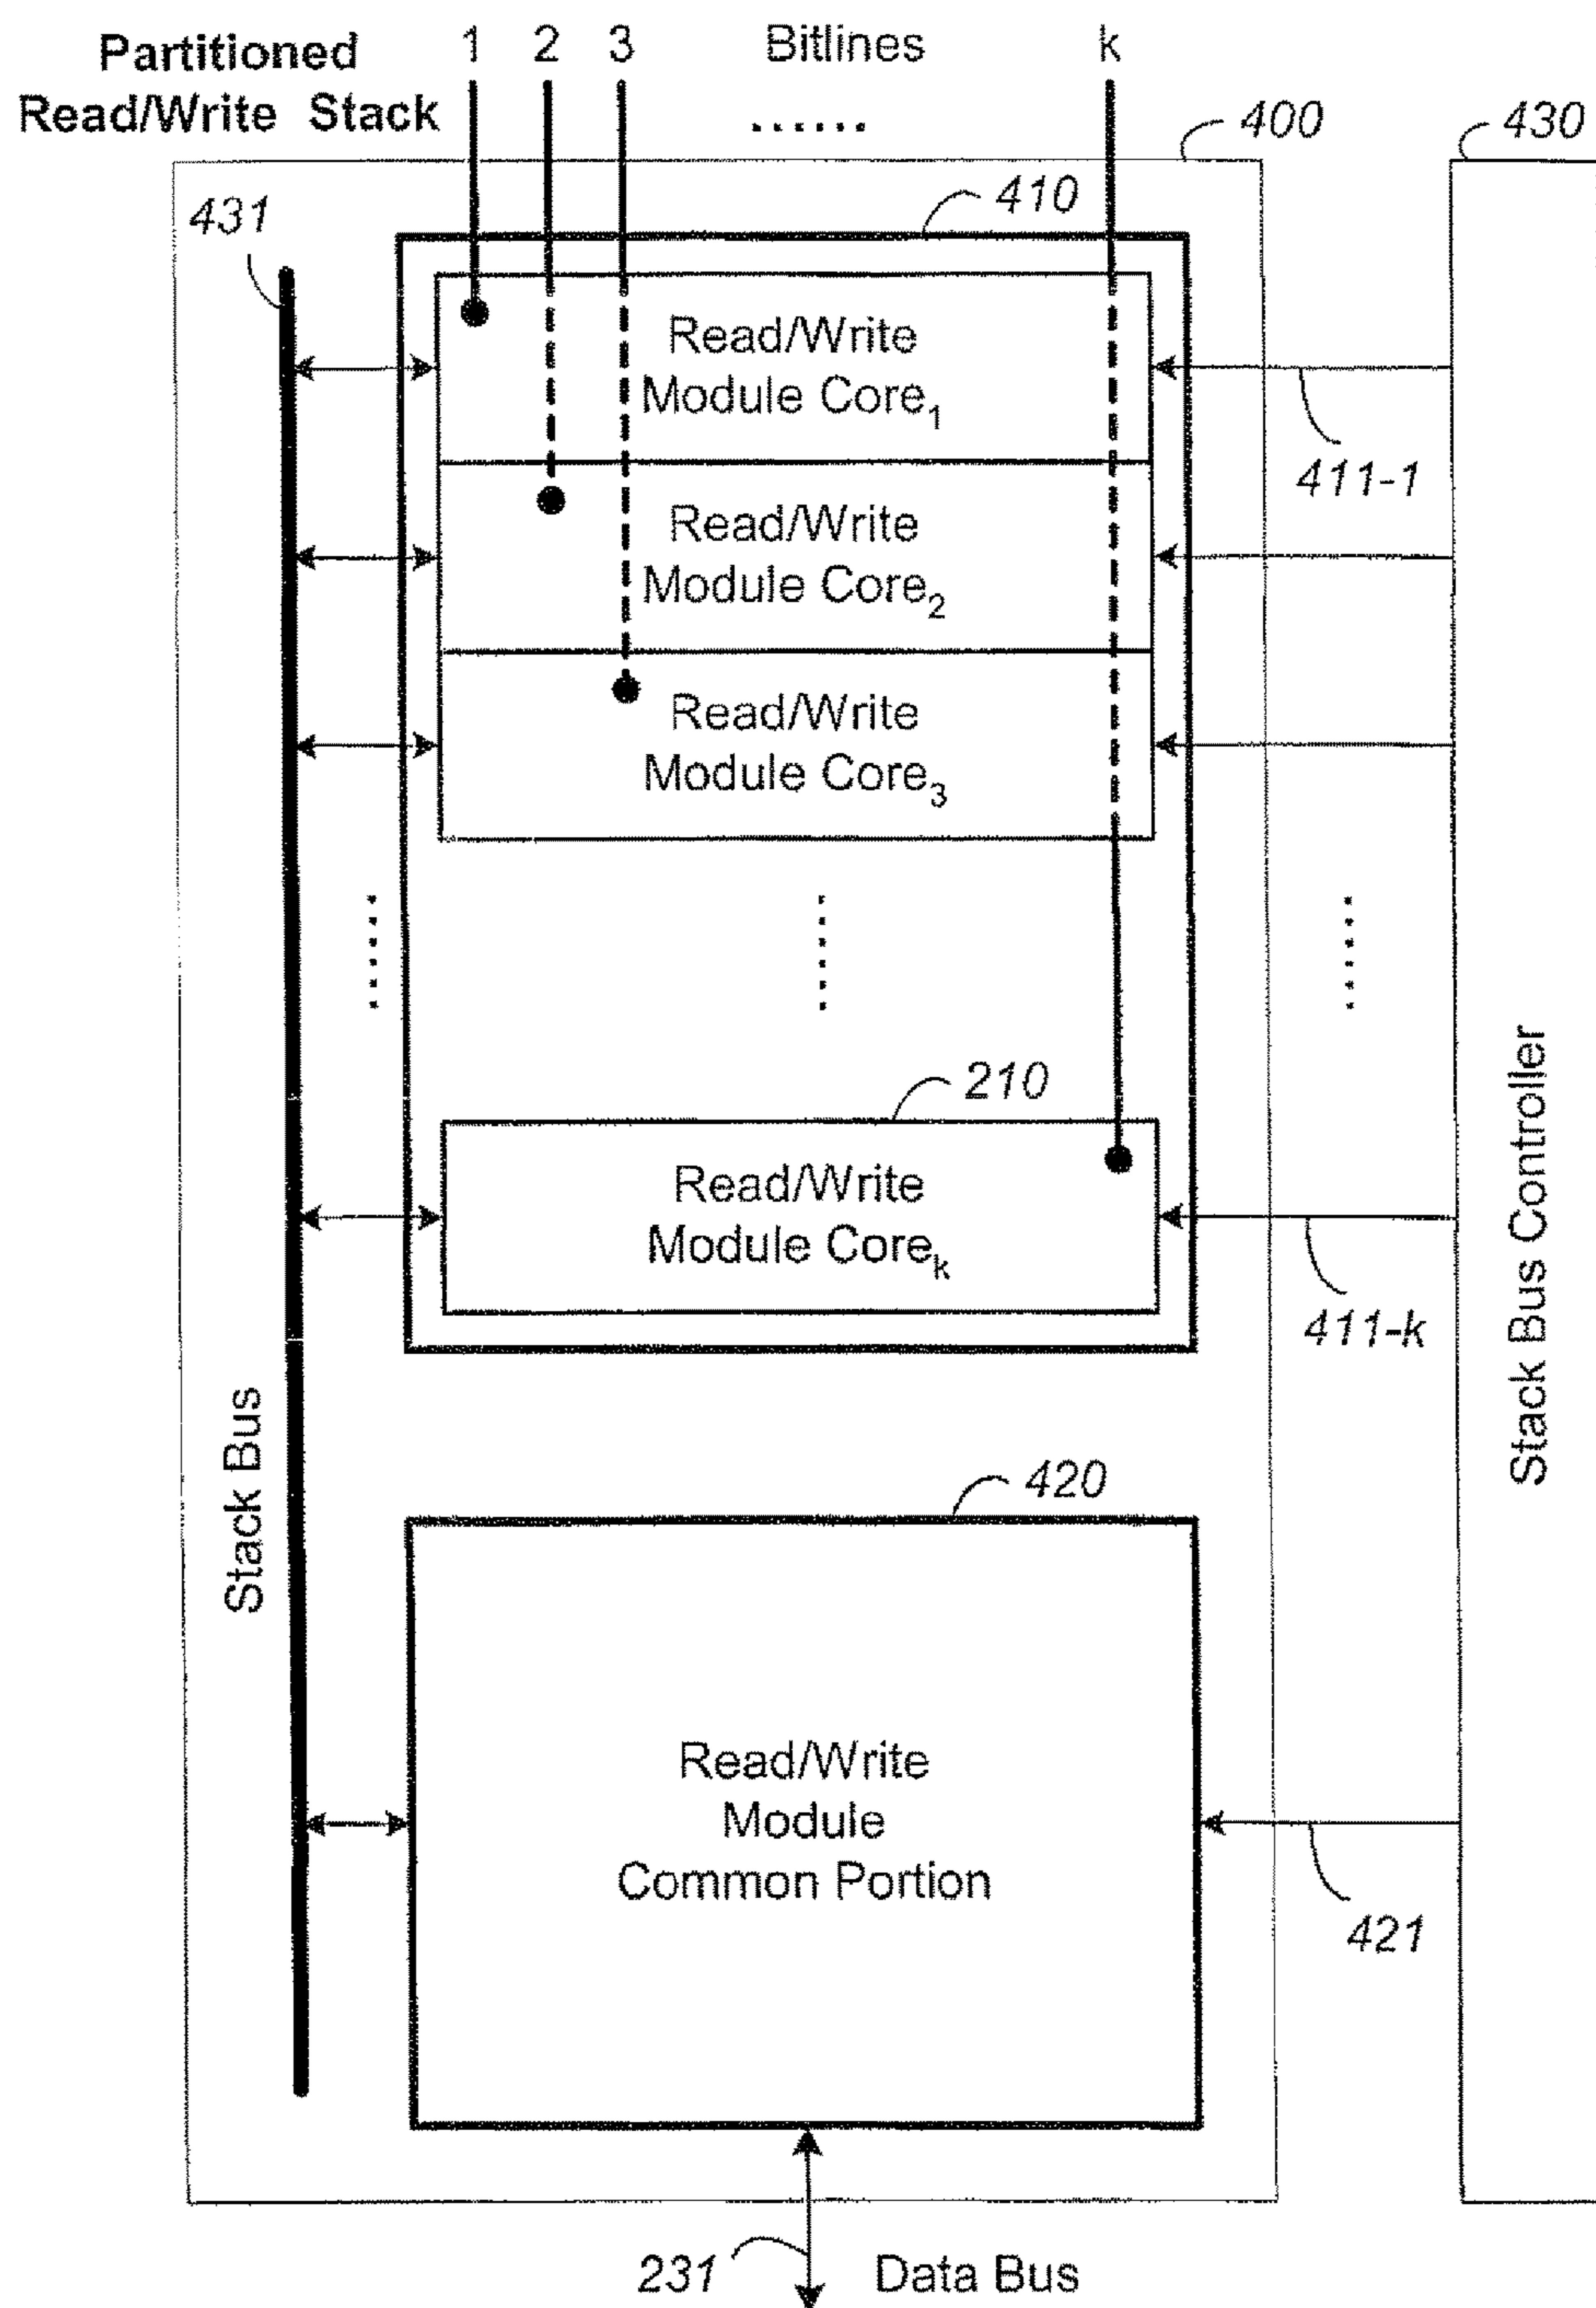 Partitioned
Read/Write Stack
1 2 3 Bitlines k
......
400
430
410
431
Read/Write
Module Core1
411-1
Read/Write
Module Core2
Read/Write
Module Core3
210
Read/Write
Module Corek
411-k
Stack Bus Controller
Stack Bus
420
Read/Write
Module
Common Portion
421
231
Data Bus